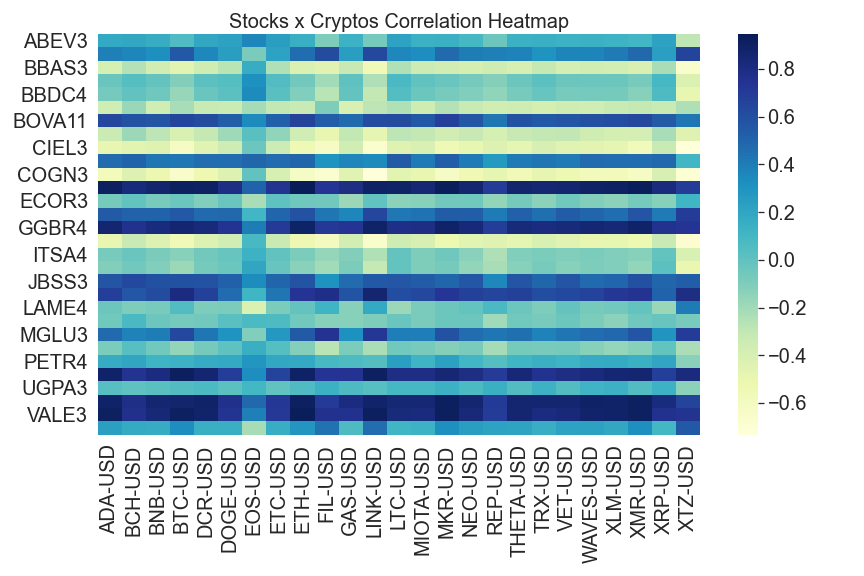 Stocks x Cryptos Correlation Heatmap
ABEV3
BBAS3
BBDC4
BOVA11
CIEL3
COGN3
ECOR3
GGBR4
ITSA4
JBSS3
LAME4
MGLU3
PETR4
UGPA3
VALE3
ADA-USD
BCH-USD
BNB-USD
BTC-USD
DCR-USD
DOGE-USD
EOS-USD
ETC-USD
ETH-USD
FIL-USD
GAS-USD
LINK-USD
LTC-USD
MIOTA-USD
MKR-USD
NEO-USD
REP-USD
THETA-USD
TRX-USD
VET-USD
WAVES-USD
XLM-USD
XMR-USD
XRP-USD
XTZ-USD
0.8
0.6
0.4
0.2
0.0
−0.2
−0.4
−0.6